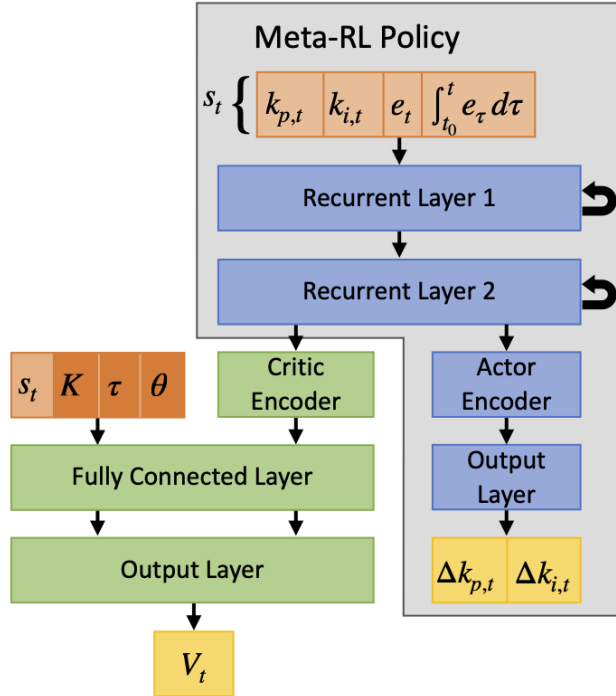 Meta-RL Policy
s_t { k_{p,t} k_{i,t} e_t ∫_{t_0}^{t} e_τ dτ
Recurrent Layer 1
Recurrent Layer 2
s_t K τ θ
Critic
Encoder
Actor
Encoder
Fully Connected Layer
Output
Layer
Output Layer
Δk_{p,t} Δk_{i,t}
V_t